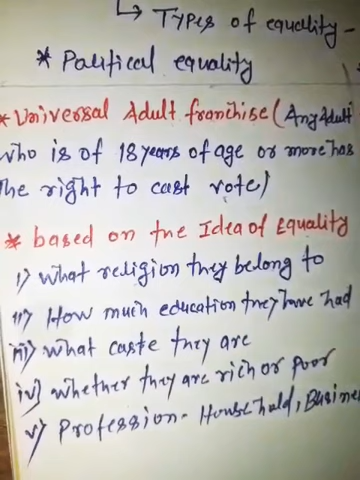 ↳ Types of equality -
* Political equality
* Universal Adult franchise (Any Adult
who is of 18 years of age or more has
the right to cast vote)
* based on the Idea of Equality
i) What religion they belong to
ii) How much education they have had
iii) what caste they are
iv) whether they are rich or poor
v) Profession - Household, Busine